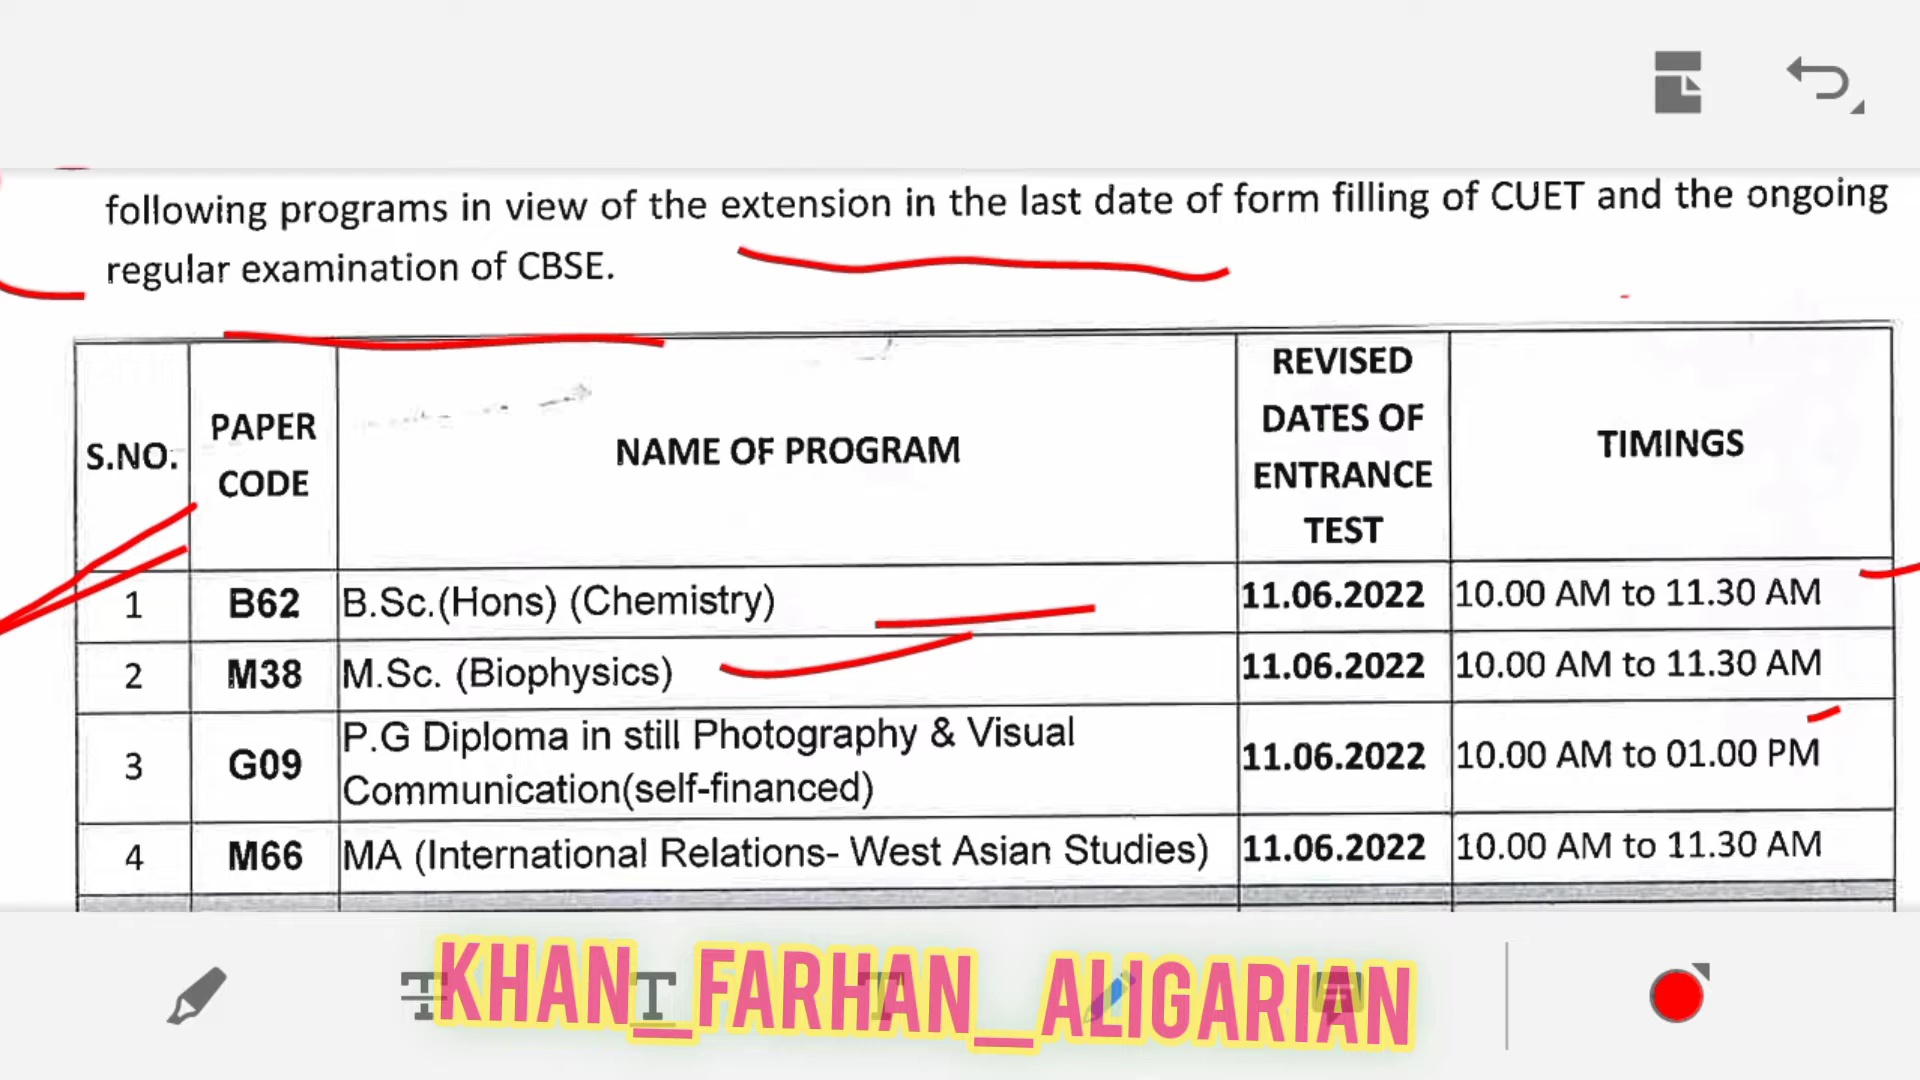 following programs in view of the extension in the last date of form filling of CUET and the ongoing
regular examination of CBSE.
S.NO.
PAPER
CODE
NAME OF PROGRAM
REVISED
DATES OF
ENTRANCE
TEST
TIMINGS
1 B62 B.Sc.(Hons) (Chemistry) 11.06.2022 10.00 AM to 11.30 AM
2 M38 M.Sc. (Biophysics) 11.06.2022 10.00 AM to 11.30 AM
3 G09 P.G Diploma in still Photography & Visual
Communication(self-financed) 11.06.2022 10.00 AM to 01.00 PM
4 M66 MA (International Relations- West Asian Studies) 11.06.2022 10.00 AM to 11.30 AM
KHAN_FARHAN_ALIGARIAN